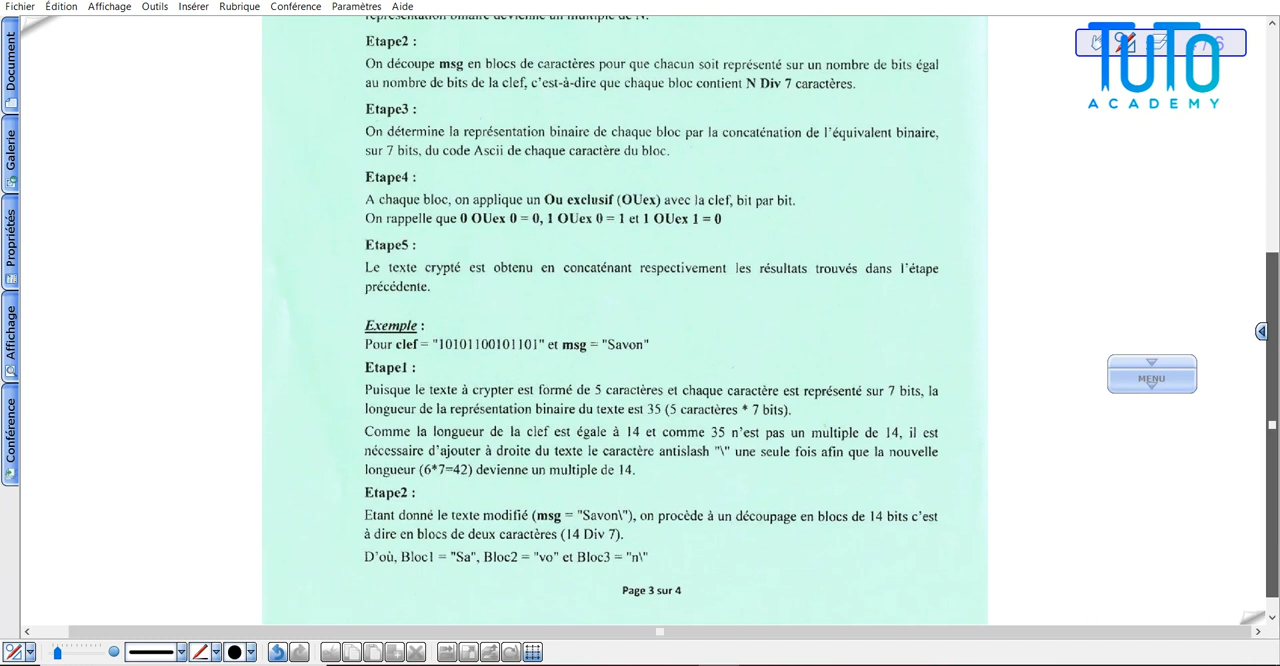 Fichier Édition Affichage Outils Insérer Rubrique Conférence Paramètres Aide
Document
Galerie
Propriétés
Affichage
Conférence
représentation binaire devienne un multiple de N.
Etape2 :
On découpe msg en blocs de caractères pour que chacun soit représenté sur un nombre de bits égal
au nombre de bits de la clef, c'est-à-dire que chaque bloc contient N Div 7 caractères.
Etape3 :
On détermine la représentation binaire de chaque bloc par la concaténation de l'équivalent binaire,
sur 7 bits, du code Ascii de chaque caractère du bloc.
Etape4 :
A chaque bloc, on applique un Ou exclusif (OUex) avec la clef, bit par bit.
On rappelle que 0 OUex 0 = 0, 1 OUex 0 = 1 et 1 OUex 1 = 0
Etape5 :
Le texte crypté est obtenu en concaténant respectivement les résultats trouvés dans l'étape
précédente.
Exemple :
Pour clef = "10101100101101" et msg = "Savon"
Etape1 :
Puisque le texte à crypter est formé de 5 caractères et chaque caractère est représenté sur 7 bits, la
longueur de la représentation binaire du texte est 35 (5 caractères * 7 bits).
Comme la longueur de la clef est égale à 14 et comme 35 n'est pas un multiple de 14, il est
nécessaire d'ajouter à droite du texte le caractère antislash "\" une seule fois afin que la nouvelle
longueur (6*7=42) devienne un multiple de 14.
Etape2 :
Etant donné le texte modifié (msg = "Savon\"), on procède à un découpage en blocs de 14 bits c'est
à dire en blocs de deux caractères (14 Div 7).
D'où, Bloc1 = "Sa", Bloc2 = "vo" et Bloc3 = "n\"
Page 3 sur 4
TUTO
ACADEMY
MENU